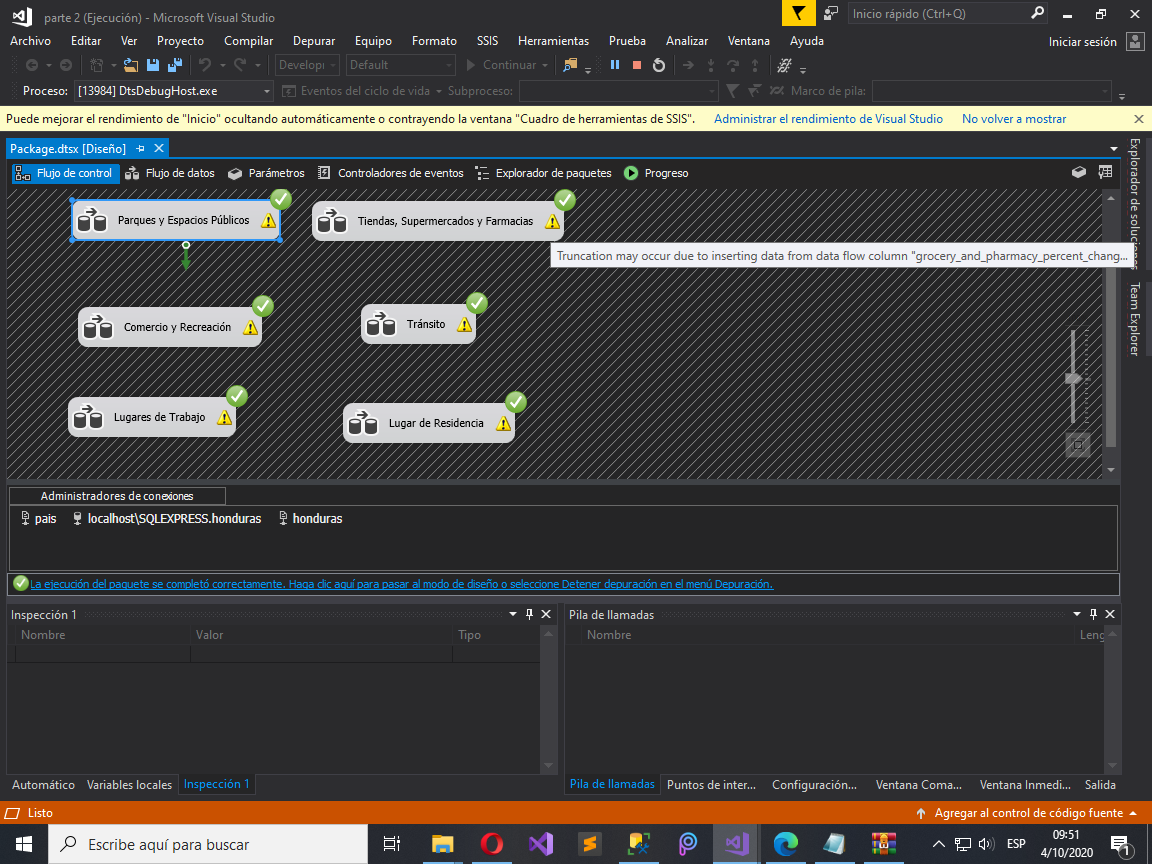 parte 2 (Ejecución) - Microsoft Visual Studio
Inicio rápido (Ctrl+Q)
Archivo Editar Ver Proyecto Compilar Depurar Equipo Formato SSIS Herramientas Prueba Analizar Ventana Ayuda
Iniciar sesión
Developi Default Continuar
Proceso: [13984] DtsDebugHost.exe Eventos del ciclo de vida Subproceso: Marco de pila:
Puede mejorar el rendimiento de "Inicio" ocultando automáticamente o contrayendo la ventana "Cuadro de herramientas de SSIS". Administrar el rendimiento de Visual Studio No volver a mostrar
Package.dtsx [Diseño]
Flujo de control Flujo de datos Parámetros Controladores de eventos Explorador de paquetes Progreso
Explorador de soluciones
Team Explorer
Parques y Espacios Públicos
Tiendas, Supermercados y Farmacias
Truncation may occur due to inserting data from data flow column "grocery_and_pharmacy_percent_chang...
Comercio y Recreación
Tránsito
Lugares de Trabajo
Lugar de Residencia
Administradores de conexiones
pais localhost\SQLEXPRESS.honduras honduras
La ejecución del paquete se completó correctamente. Haga clic aquí para pasar al modo de diseño o seleccione Detener depuración en el menú Depuración.
Inspección 1
Nombre Valor Tipo
Pila de llamadas
Nombre Leng
Automático Variables locales Inspección 1
Pila de llamadas Puntos de inter... Configuración... Ventana Coma... Ventana Inmedi... Salida
Listo
Agregar al control de código fuente
Escribe aquí para buscar
ESP
09:51
4/10/2020
1